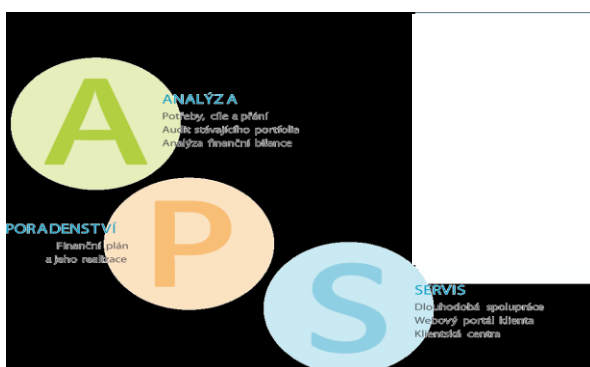 A
ANALÝZA
Potřeby, cíle a přání
Audit stávajícího portfolia
Analýza finanční bilance
P
PORADENSTVÍ
Finanční plán
a jeho realizace
S
SERVIS
Dlouhodobá spolupráce
Webový portál klienta
Klientská centra